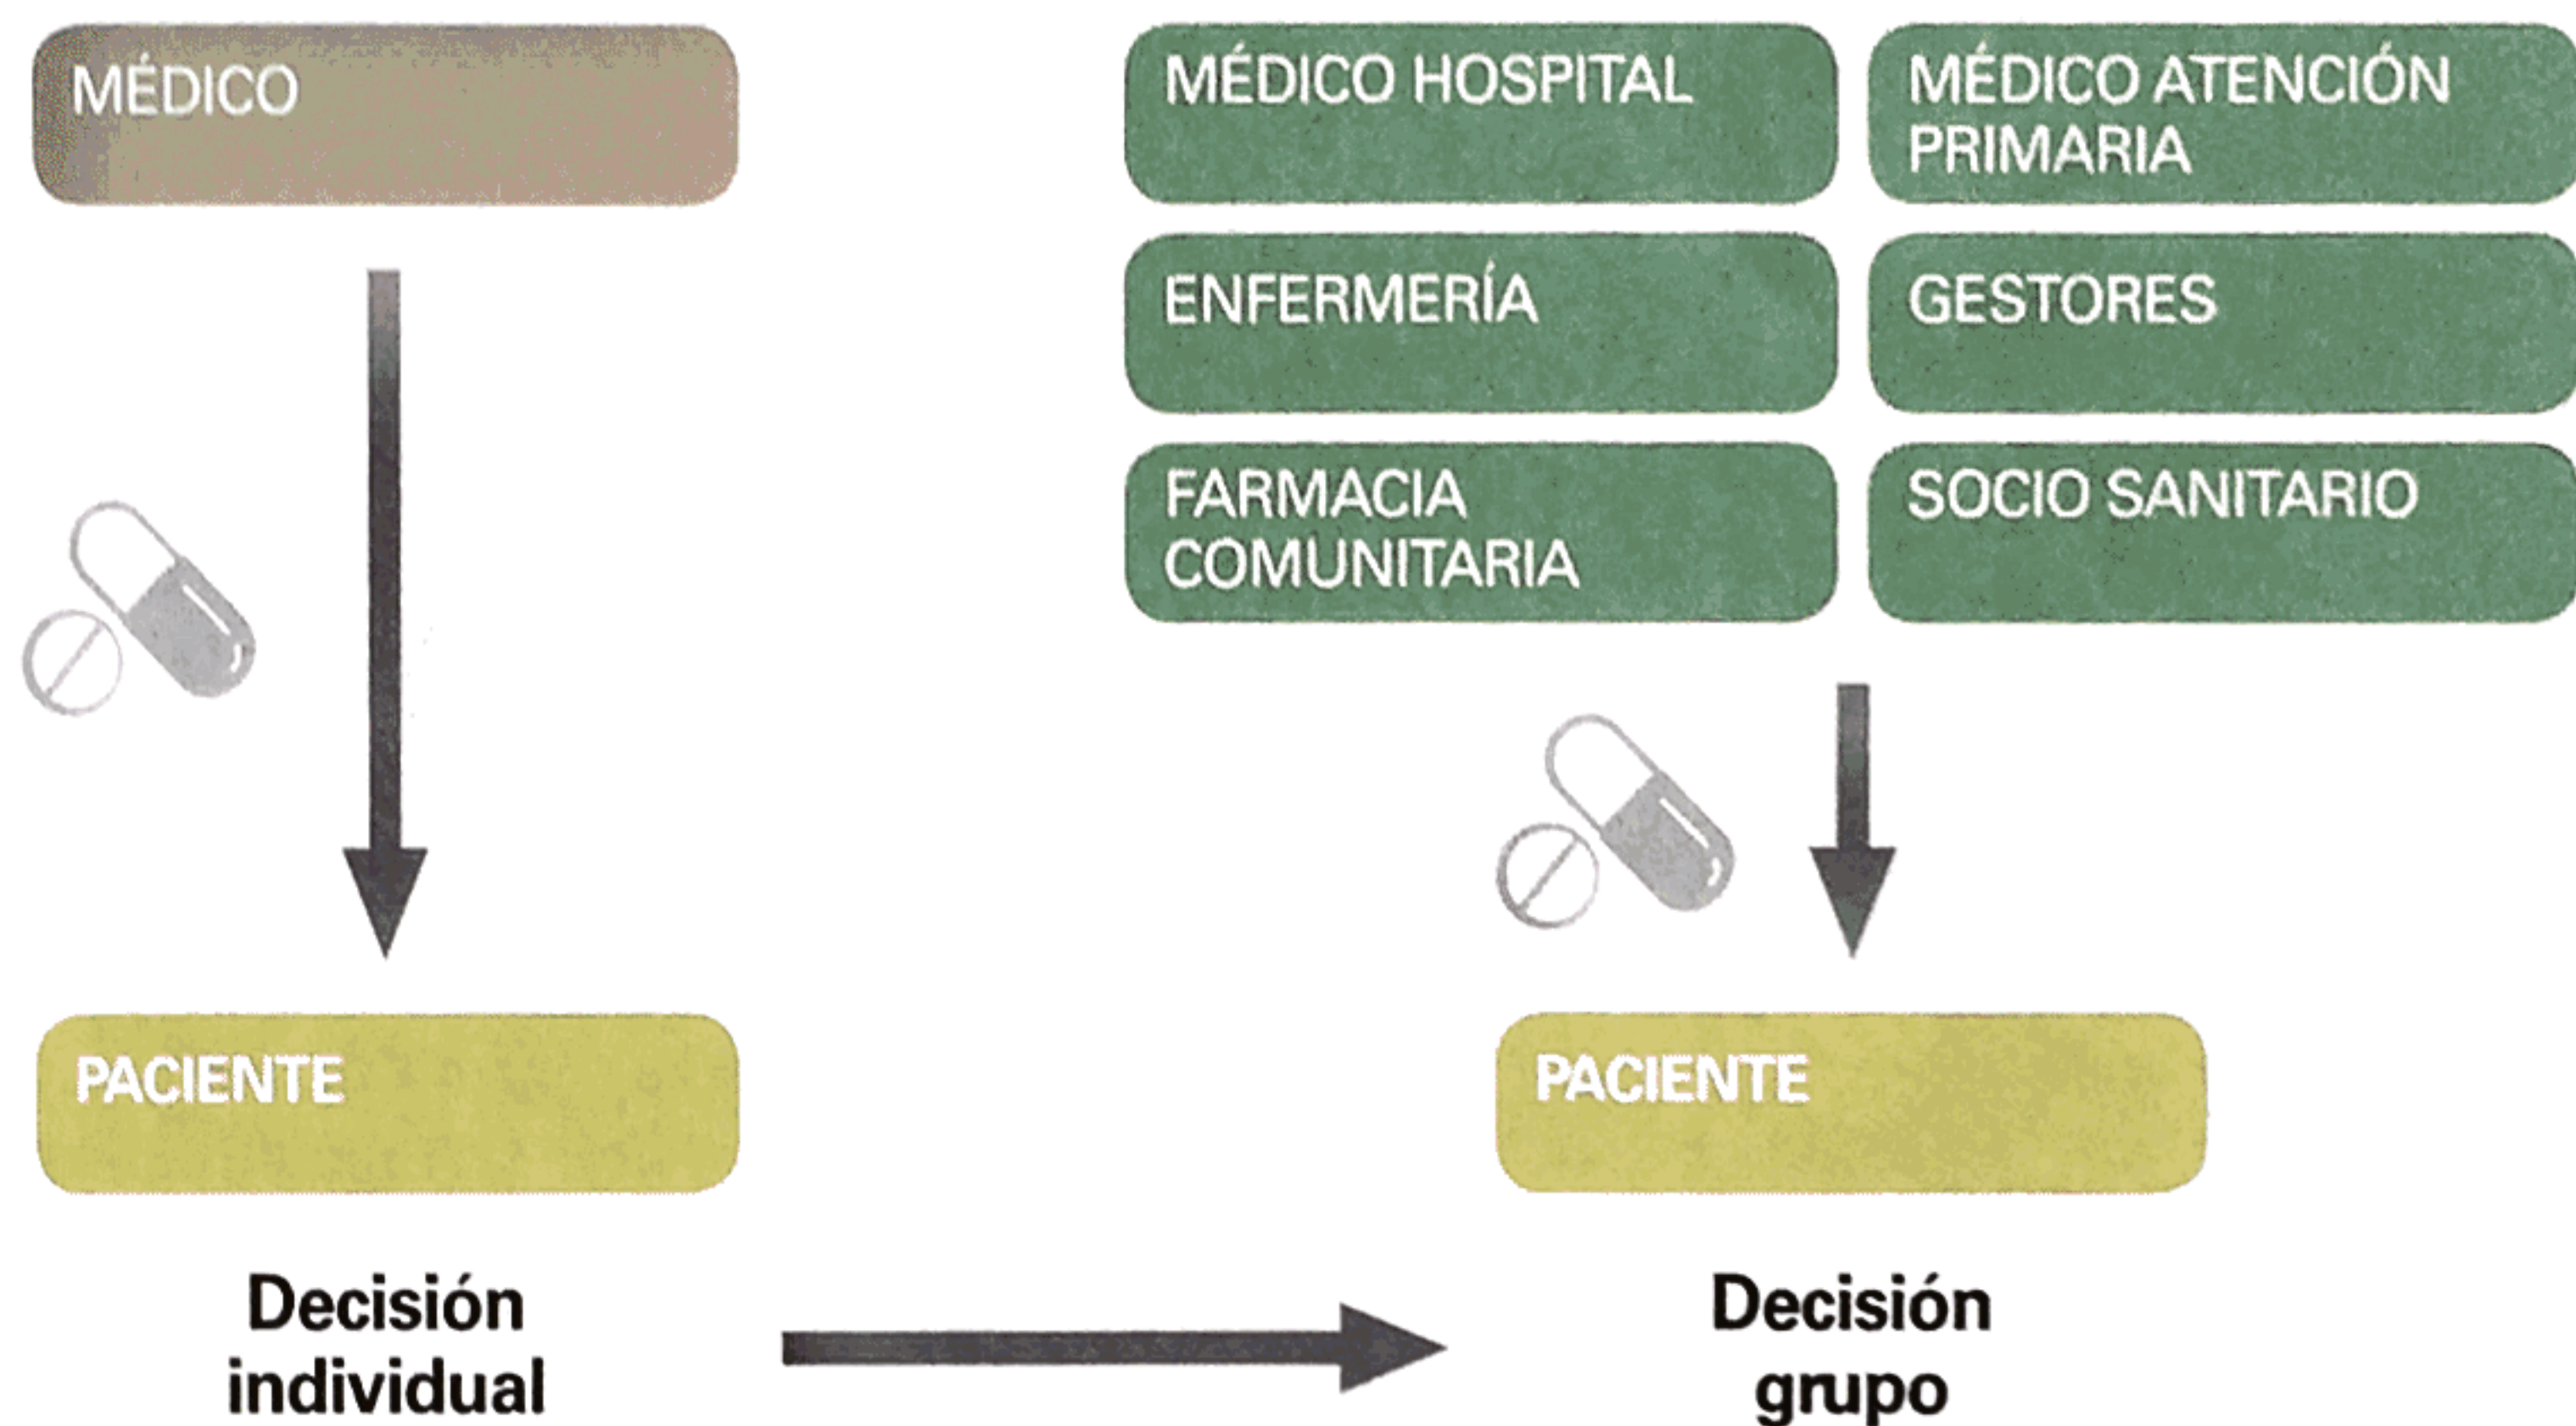 MÉDICO
MÉDICO HOSPITAL
MÉDICO ATENCIÓN
PRIMARIA
ENFERMERÍA
GESTORES
FARMACIA
COMUNITARIA
SOCIO SANITARIO
PACIENTE
PACIENTE
Decisión
individual
Decisión
grupo